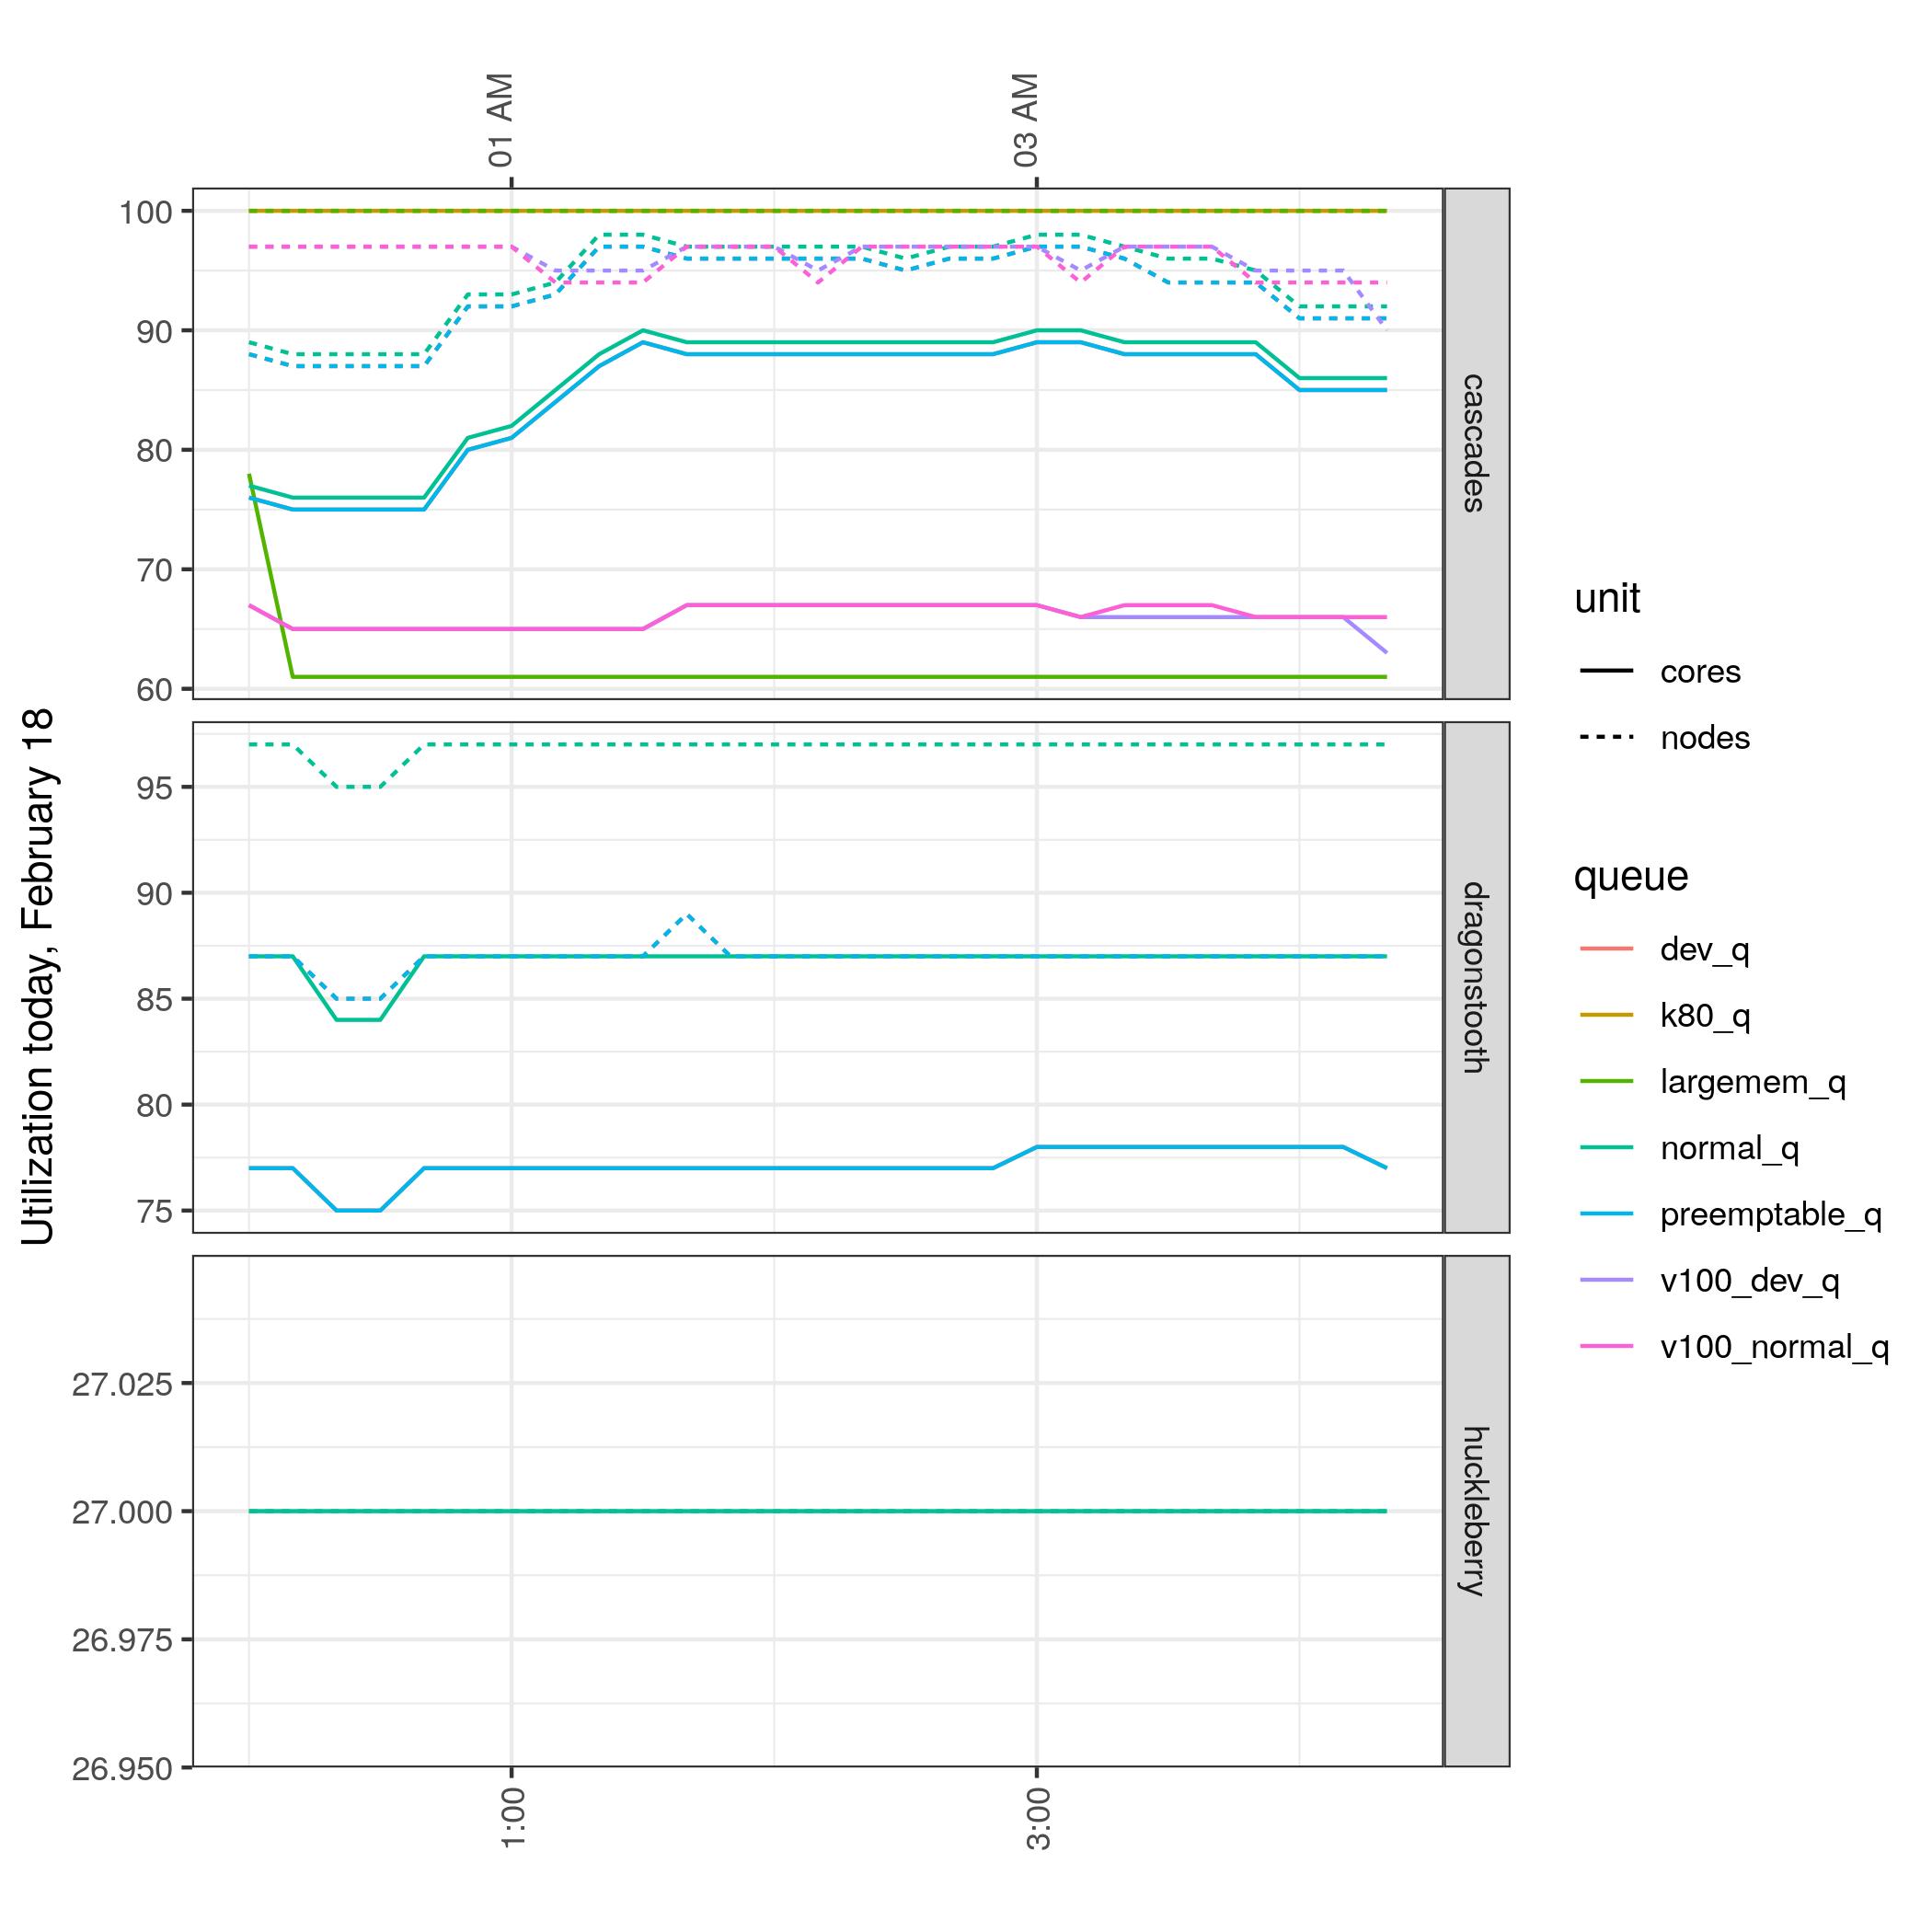 01 AM
03 AM
Utilization today, February 18
100
90
80
70
60
cascades
95
90
85
80
75
dragonstooth
27.025
27.000
26.975
26.950
huckleberry
1:00
3:00
unit
cores
nodes
queue
dev_q
k80_q
largemem_q
normal_q
preemptable_q
v100_dev_q
v100_normal_q